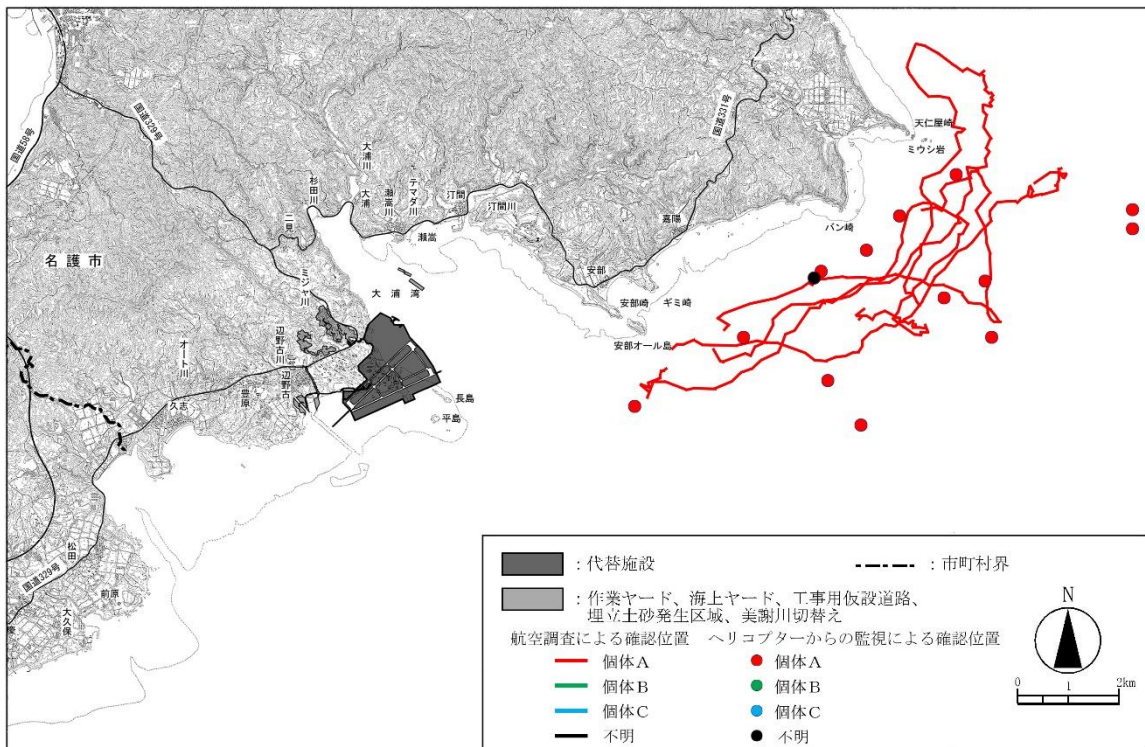 国道58号
国道329号
国道331号
天仁屋崎
ミウシ岩
バン崎
嘉陽
安部
安部崎
ギミ崎
安部オール島
汀間川
汀間
テマダ川
瀬嵩川
瀬嵩
大浦川
大浦
杉田川
二見
大浦湾
ミジャ川
名護市
辺野古川
辺野古
長島
平島
豊原
オート川
久志
松田
国道329号
前原
大久保
：代替施設
：市町村界
：作業ヤード、海上ヤード、工事用仮設道路、
埋立土砂発生区域、美謝川切替え
航空調査による確認位置 ヘリコプターからの監視による確認位置
個体A 個体A
個体B 個体B
個体C 個体C
不明 不明
N
0 1 2km